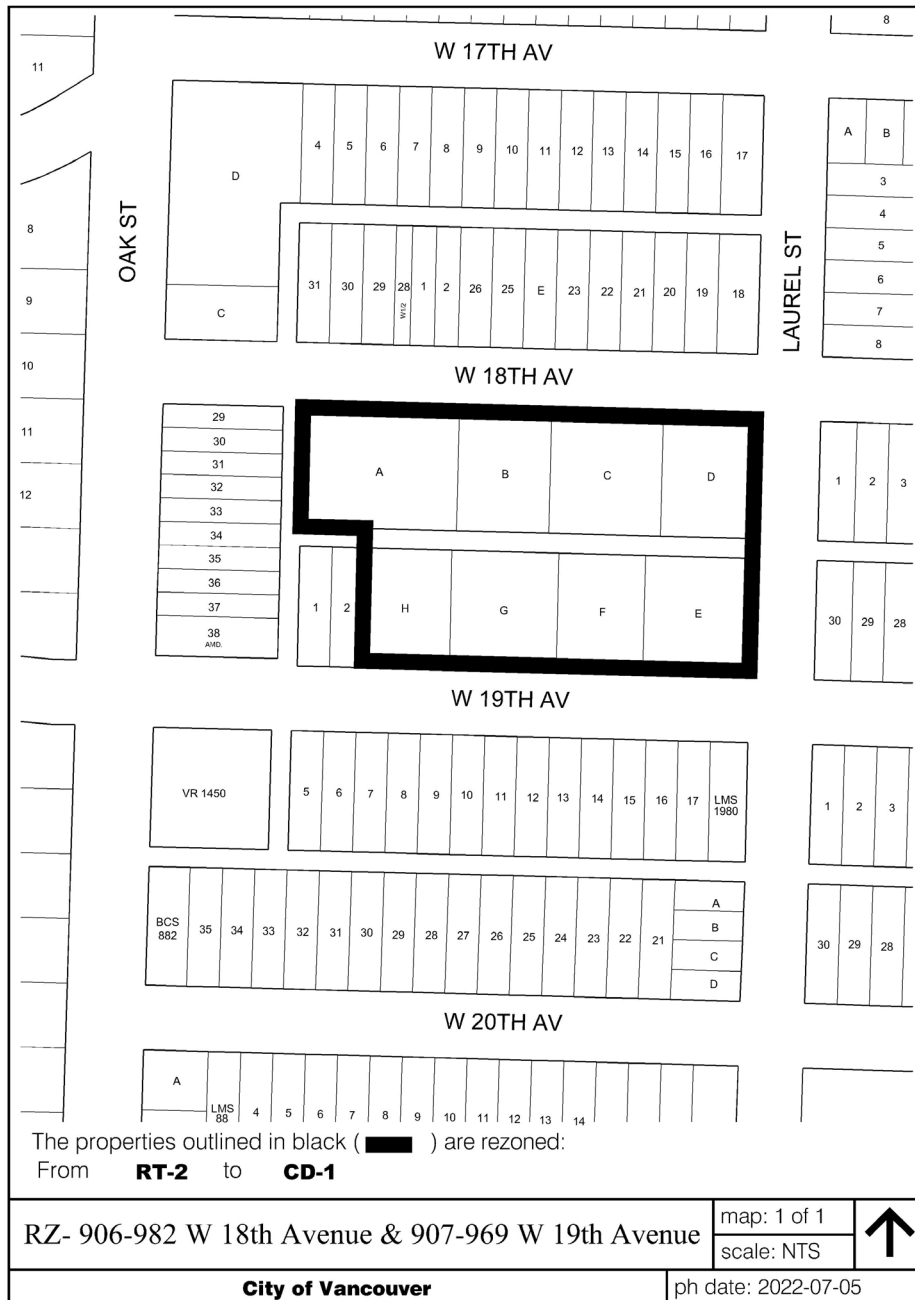 8
W 17TH AV
11
A B
4 5 6 7 8 9 10 11 12 13 14 15 16 17
D
3
4
8
OAK ST
LAUREL ST
5
6
31 30 29 28 1 2 26 25 E 23 22 21 20 19 18
W1/2
9
C
7
8
10
W 18TH AV
29
11
30
31
A B C D
1 2 3
32
12
33
34
35
36
1 2 H G F E
30 29 28
37
38
AMD.
W 19TH AV
VR 1450
5 6 7 8 9 10 11 12 13 14 15 16 17 LMS
1980
1 2 3
A
BCS
882
35 34 33 32 31 30 29 28 27 26 25 24 23 22 21
B
30 29 28
C
D
W 20TH AV
A
LMS
88
4 5 6 7 8 9 10 11 12 13 14
The properties outlined in black ( ) are rezoned:
From RT-2 to CD-1
RZ- 906-982 W 18th Avenue & 907-969 W 19th Avenue
map: 1 of 1
scale: NTS
City of Vancouver
ph date: 2022-07-05